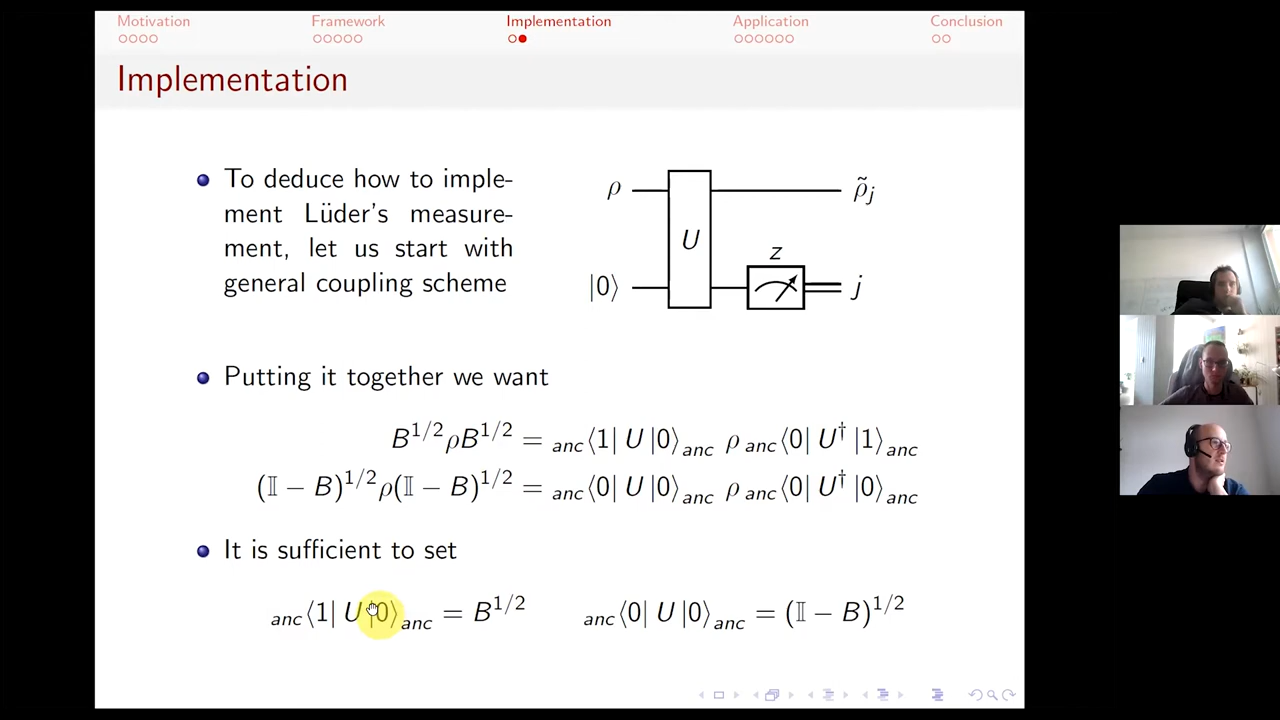 Motivation Framework Implementation Application Conclusion
Implementation
To deduce how to imple-
ment Lüder's measure-
ment, let us start with
general coupling scheme
ρ U ρ̃_j
z
|0⟩ j
Putting it together we want
B^{1/2}ρB^{1/2} = _{anc}⟨1| U |0⟩_{anc} ρ _{anc}⟨0| U^† |1⟩_{anc}
(𝕀 − B)^{1/2}ρ(𝕀 − B)^{1/2} = _{anc}⟨0| U |0⟩_{anc} ρ _{anc}⟨0| U^† |0⟩_{anc}
It is sufficient to set
_{anc}⟨1| U |0⟩_{anc} = B^{1/2} _{anc}⟨0| U |0⟩_{anc} = (𝕀 − B)^{1/2}